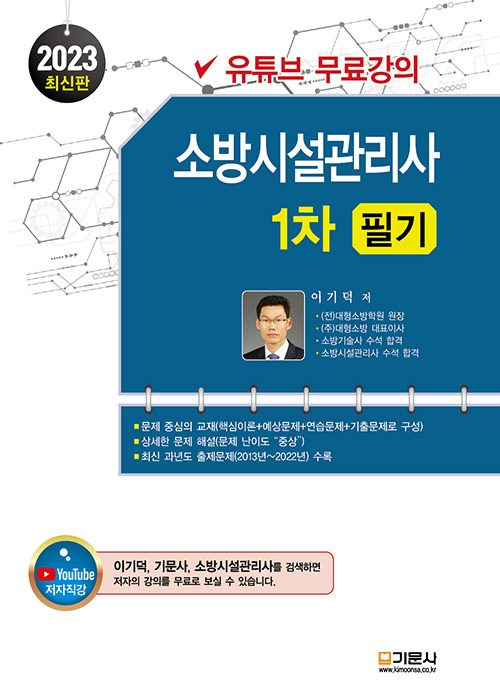 2023
최신판
유튜브 무료강의
소방시설관리사
1차 필기
이기덕 저
• (전)대형소방학원 원장
• (주)대형소방 대표이사
• 소방기술사 수석 합격
• 소방시설관리사 수석 합격
■ 문제 중심의 교재(핵심이론+예상문제+연습문제+기출문제로 구성)
■ 상세한 문제 해설(문제 난이도 “중상”)
■ 최신 과년도 출제문제(2013년~2022년) 수록
YouTube
저자직강
이기덕, 기문사, 소방시설관리사를 검색하면
저자의 강의를 무료로 보실 수 있습니다.
기문사
www.kimoonsa.co.kr